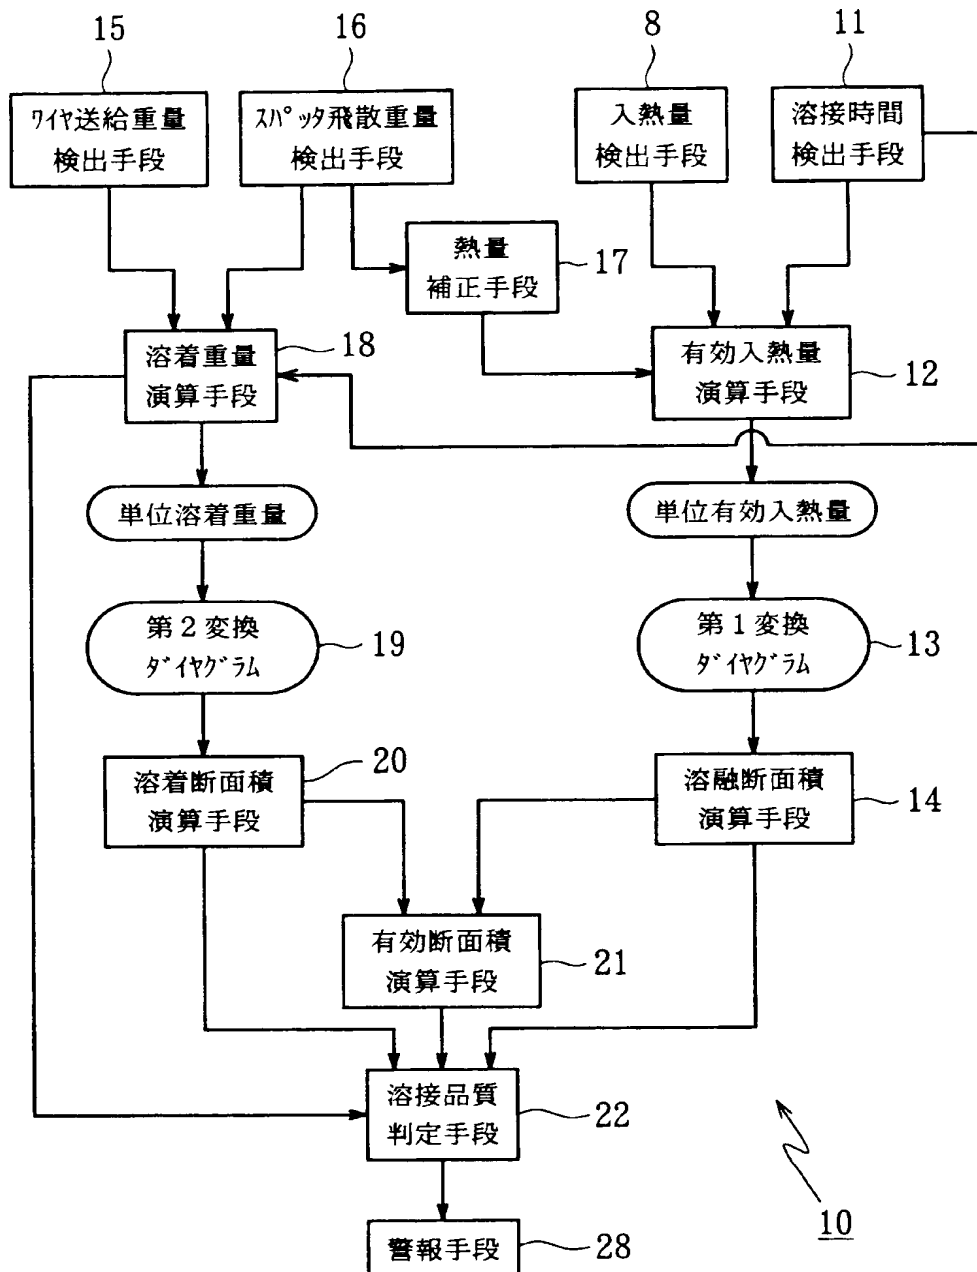 15
16
8
11
ワイヤ送給重量
検出手段
スパッタ飛散重量
検出手段
入熱量
検出手段
溶接時間
検出手段
熱量
補正手段
17
溶着重量
演算手段
18
有効入熱量
演算手段
12
単位溶着重量
単位有効入熱量
第2変換
ダイヤグラム
19
第1変換
ダイヤグラム
13
溶着断面積
演算手段
20
溶融断面積
演算手段
14
有効断面積
演算手段
21
溶接品質
判定手段
22
警報手段
28
10